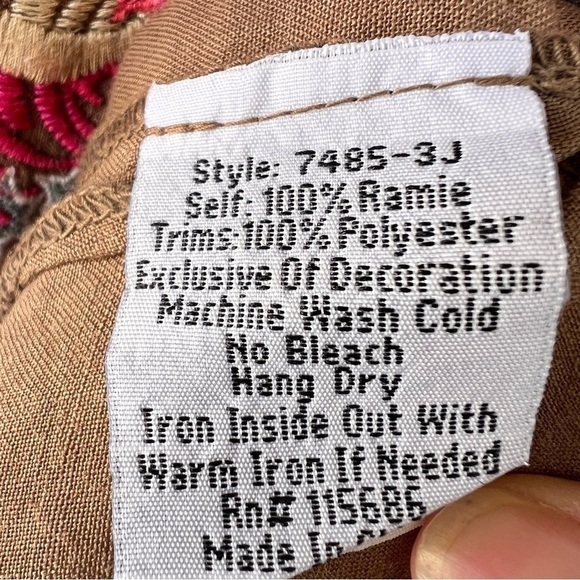 Style: 7485-3J
Self: 100% Ramie
Trims:100% Polyester
Exclusive Of Decoration
Machine Wash Cold
No Bleach
Hang Dry
Iron Inside Out With
Warm Iron If Needed
Rn# 115686
Made In